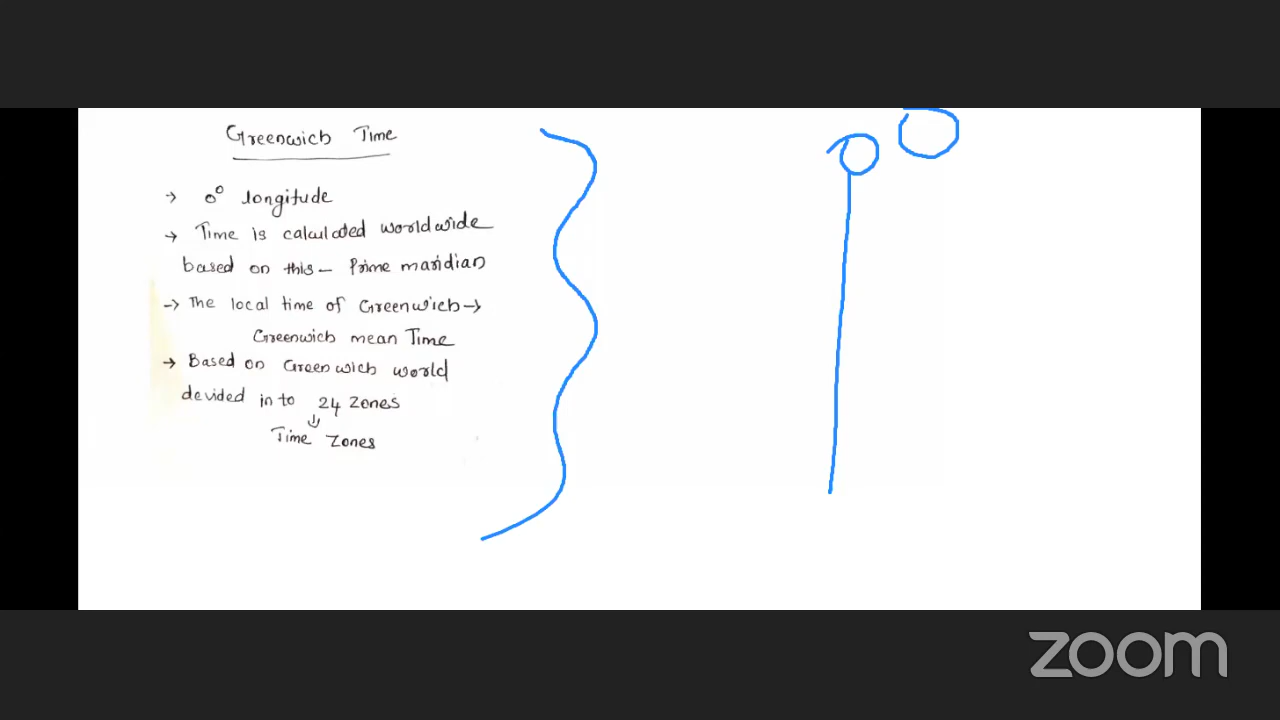 Greenwich Time
→ 0° longitude
→ Time is calculated worldwide
based on this - Prime maridian
→ The local time of Greenwich →
Greenwich mean Time
→ Based on Greenwich world
devided in to 24 zones
⇓
Time Zones
zoom